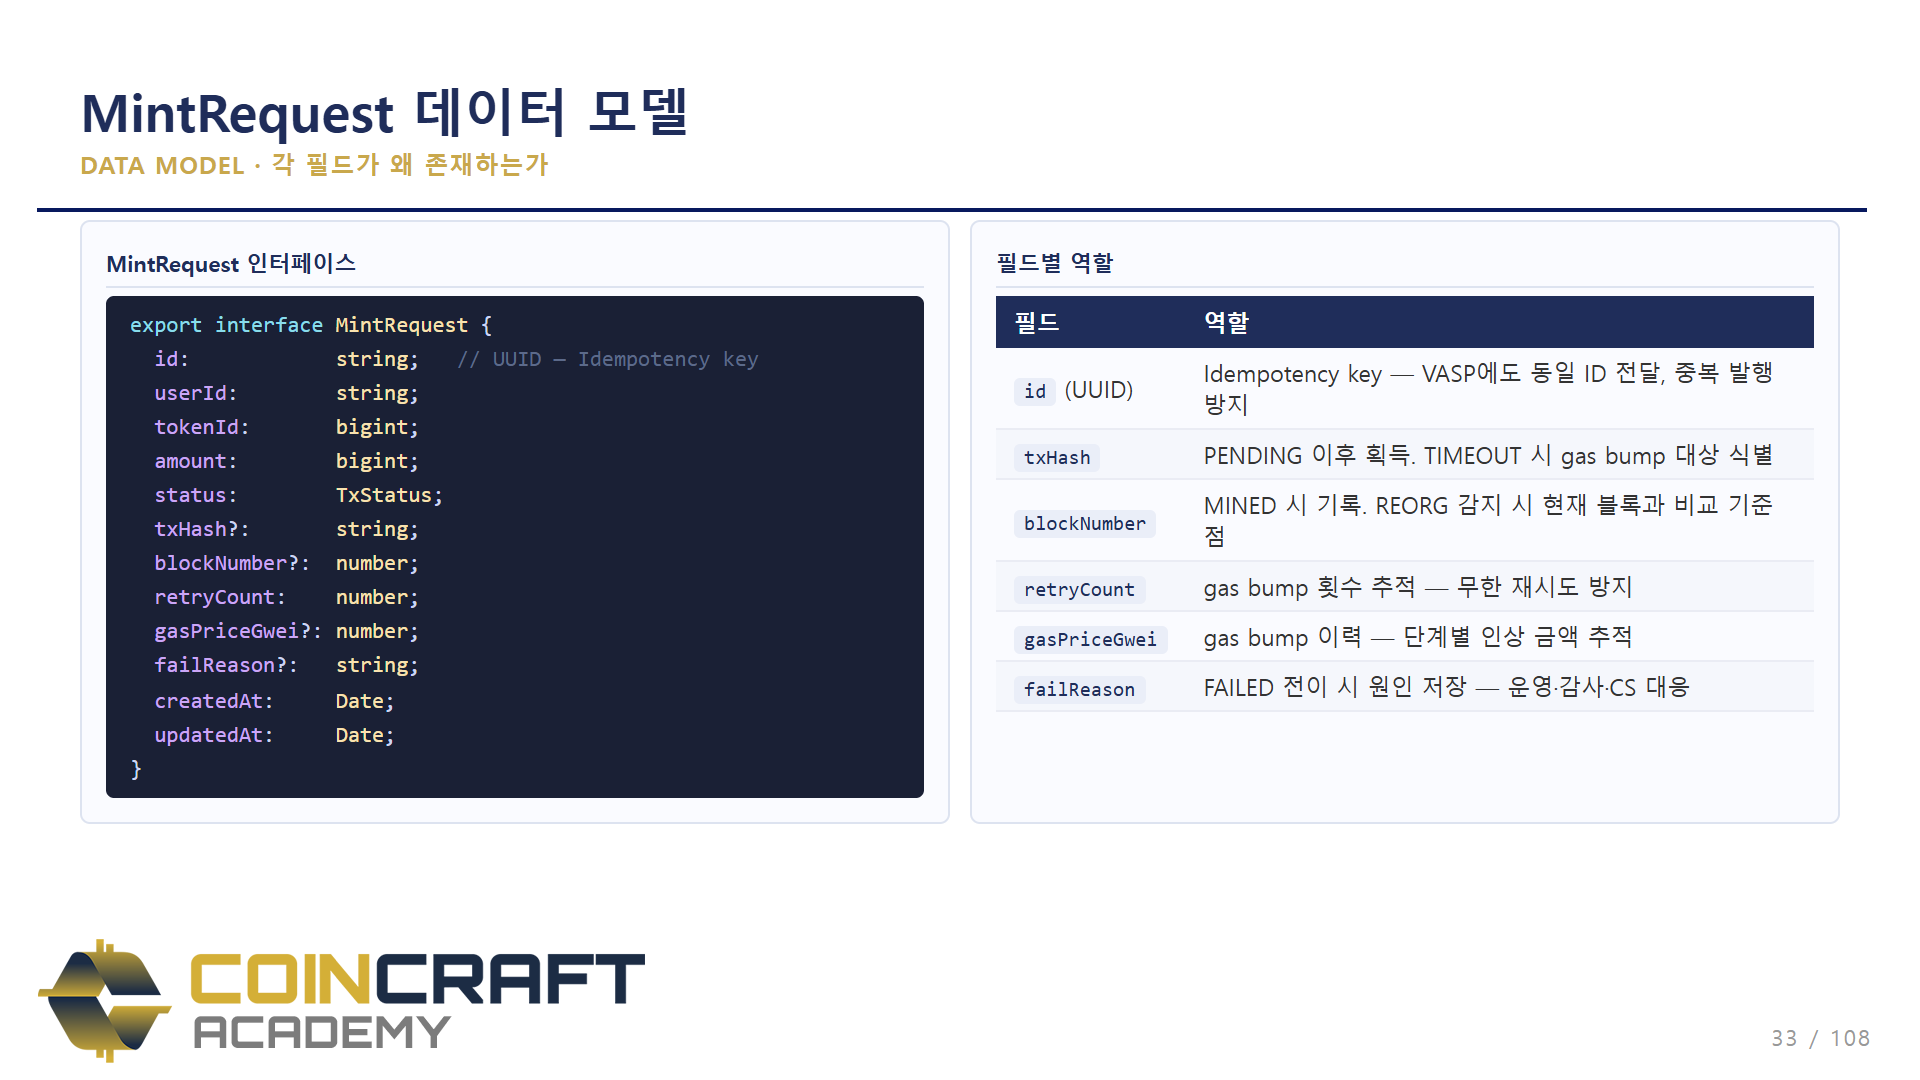 MintRequest 데이터 모델
DATA MODEL · 각 필드가 왜 존재하는가
MintRequest 인터페이스
export interface MintRequest {
id: string; // UUID — Idempotency key
userId: string;
tokenId: bigint;
amount: bigint;
status: TxStatus;
txHash?: string;
blockNumber?: number;
retryCount: number;
gasPriceGwei?: number;
failReason?: string;
createdAt: Date;
updatedAt: Date;
}
필드별 역할
필드 역할
id (UUID) Idempotency key — VASP에도 동일 ID 전달, 중복 발행
방지
txHash PENDING 이후 획득. TIMEOUT 시 gas bump 대상 식별
blockNumber MINED 시 기록. REORG 감지 시 현재 블록과 비교 기준
점
retryCount gas bump 횟수 추적 — 무한 재시도 방지
gasPriceGwei gas bump 이력 — 단계별 인상 금액 추적
failReason FAILED 전이 시 원인 저장 — 운영·감사·CS 대응
COINCRAFT
ACADEMY
33 / 108